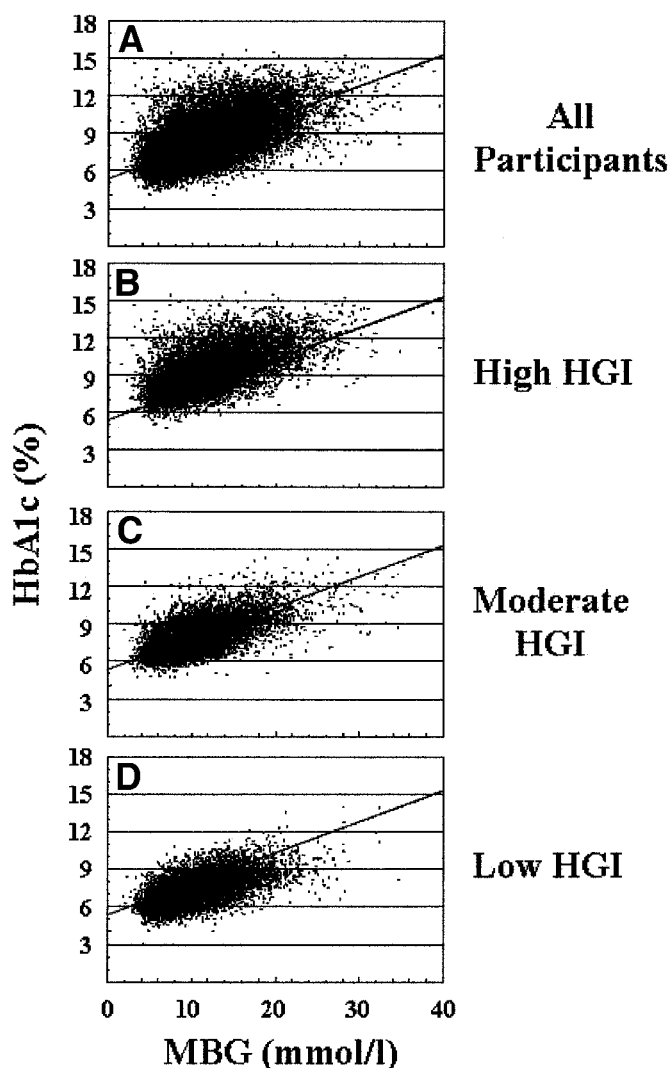 18
A
15
12
9
6
3
All
Participants
18
B
15
12
9
6
3
High HGI
18
C
15
12
9
6
3
Moderate
HGI
18
D
15
12
9
6
3
Low HGI
HbA1c (%)
0 10 20 30 40
MBG (mmol/l)